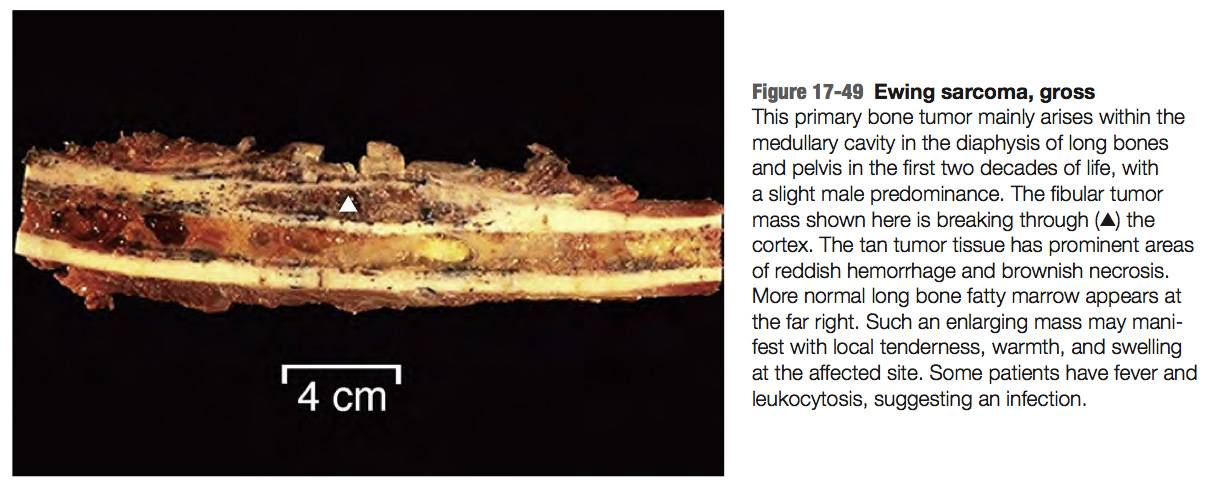 4 cm
Figure 17-49 Ewing sarcoma, gross
This primary bone tumor mainly arises within the
medullary cavity in the diaphysis of long bones
and pelvis in the first two decades of life, with
a slight male predominance. The fibular tumor
mass shown here is breaking through (▲) the
cortex. The tan tumor tissue has prominent areas
of reddish hemorrhage and brownish necrosis.
More normal long bone fatty marrow appears at
the far right. Such an enlarging mass may mani-
fest with local tenderness, warmth, and swelling
at the affected site. Some patients have fever and
leukocytosis, suggesting an infection.